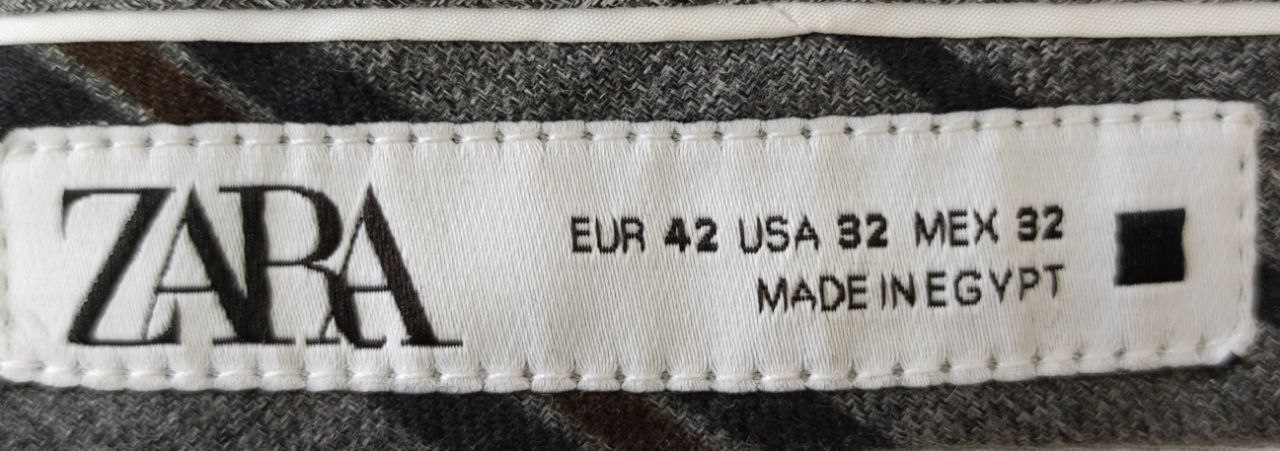 ZARA
EUR 42 USA 32 MEX 32
MADE IN EGYPT